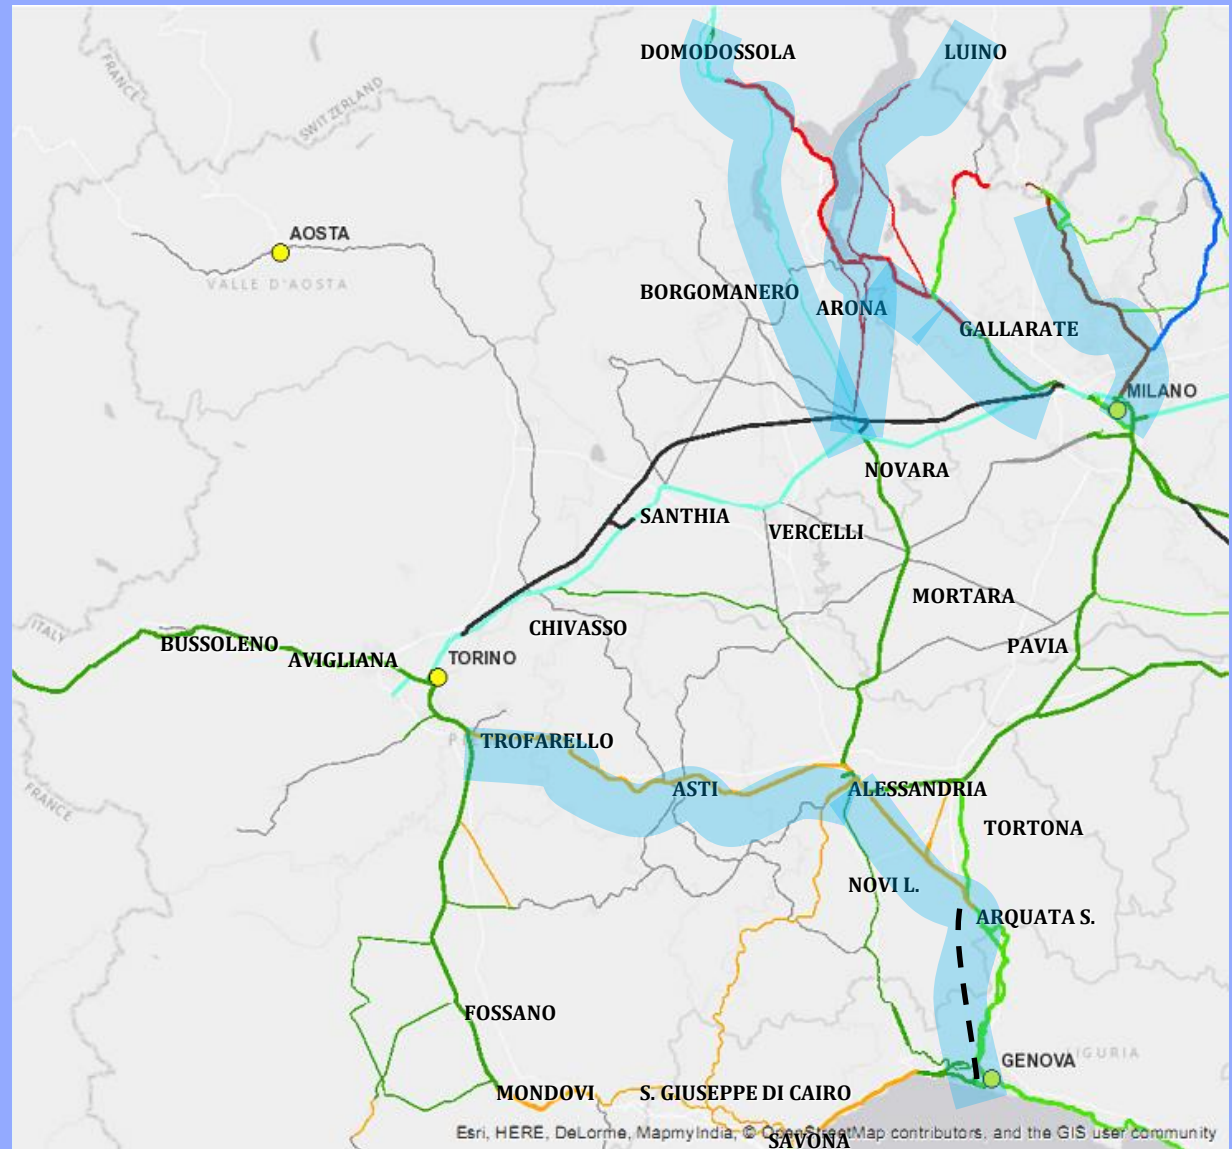 DOMODOSSOLA
LUINO
FRANCE
SWITZERLAND
AOSTA
VALLE D'AOSTA
BORGOMANERO
ARONA
GALLARATE
MILANO
NOVARA
SANTHIA
VERCELLI
MORTARA
CHIVASSO
ITALY
BUSSOLENO
AVIGLIANA
TORINO
PAVIA
TROFARELLO
FRANCE
ASTI
ALESSANDRIA
TORTONA
NOVI L.
ARQUATA S.
FOSSANO
GENOVA
LIGURIA
MONDOVI
S. GIUSEPPE DI CAIRO
Esri, HERE, DeLorme, MapmyIndia, © OpenStreetMap contributors, and the GIS user community
SAVONA